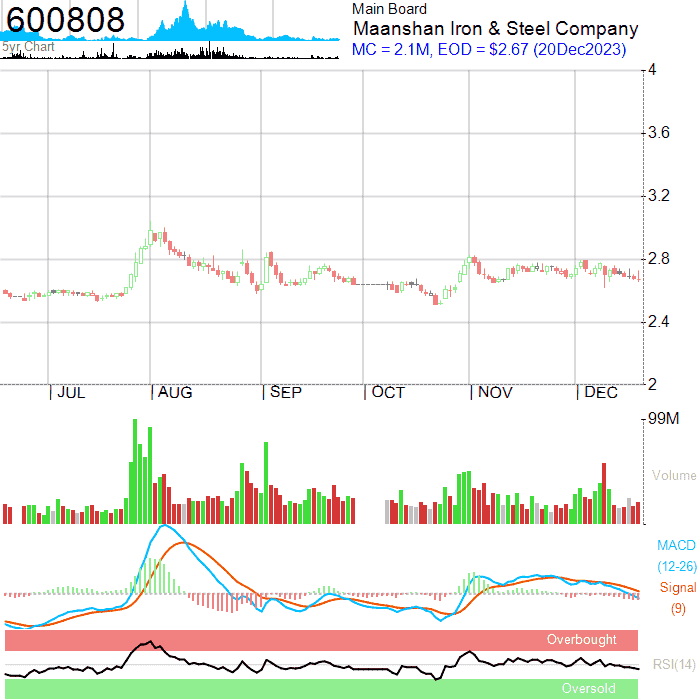 600808
5yr Chart
Main Board
Maanshan Iron & Steel Company
MC = 2.1M, EOD = $2.67 (20Dec2023)
4
3.6
3.2
2.8
2.4
2
JUL AUG SEP OCT NOV DEC
99M
Volume
MACD
(12-26)
Signal
(9)
Overbought
RSI(14)
Oversold